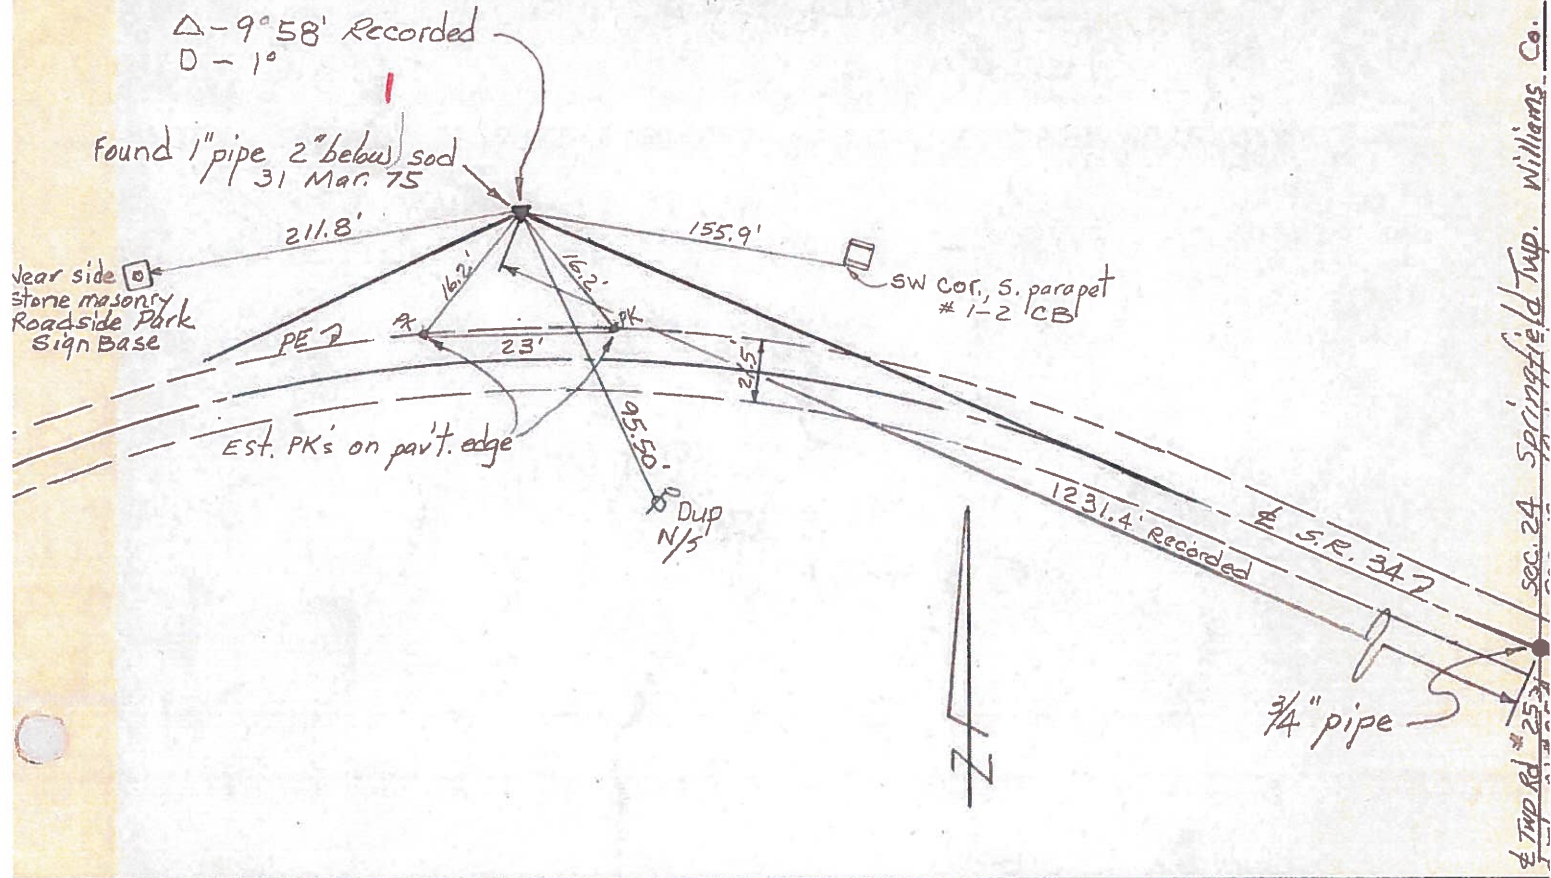 △ - 9° 58' Recorded
D - 1°
Found 1" pipe 2" below sod
31 Mar. 75
211.8'
155.9'
Near side
Stone masonry
Roadside Park
Sign Base
16.2'
16.2'
SW cor., S. parapet
# 1-2 CB
PE
PK
23'
21.5'
Est. PK's on pav't. edge
95.50'
Dup
N/S
1231.4' Recorded
℄ S.R. 34
3/4" pipe
N
℄ Twp Rd # 253
Sec. 24 Springfield Twp. Williams Co.